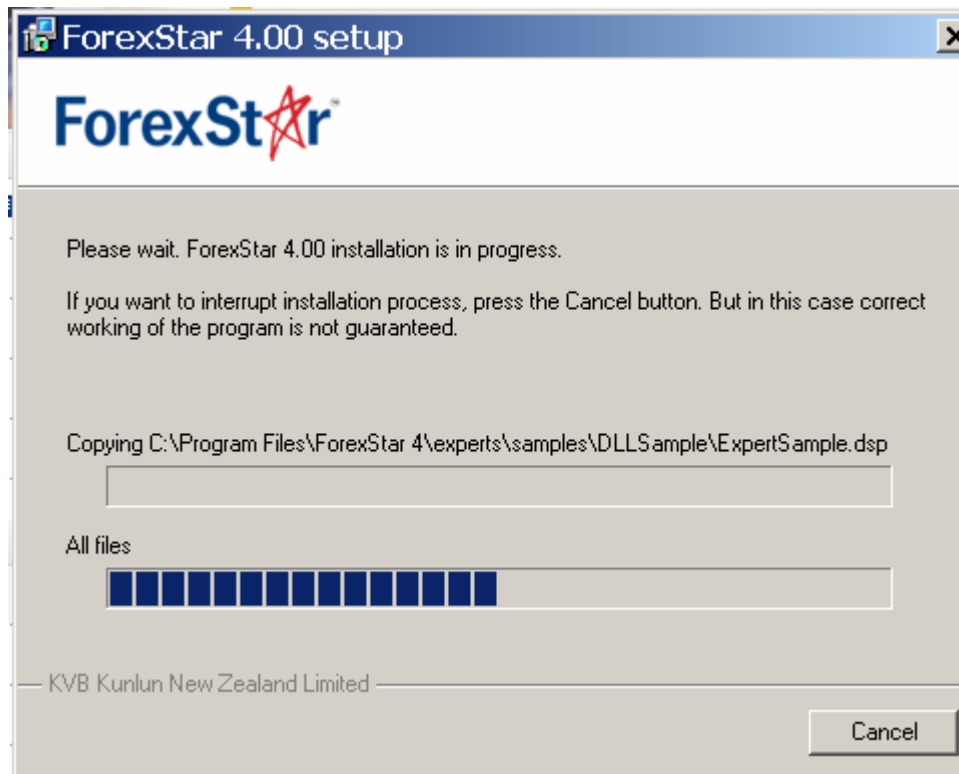 ForexStar 4.00 setup
ForexStar™
Please wait. ForexStar 4.00 installation is in progress.
If you want to interrupt installation process, press the Cancel button. But in this case correct
working of the program is not guaranteed.
Copying C:\Program Files\ForexStar 4\experts\samples\DLLSample\ExpertSample.dsp
All files
KVB Kunlun New Zealand Limited
Cancel